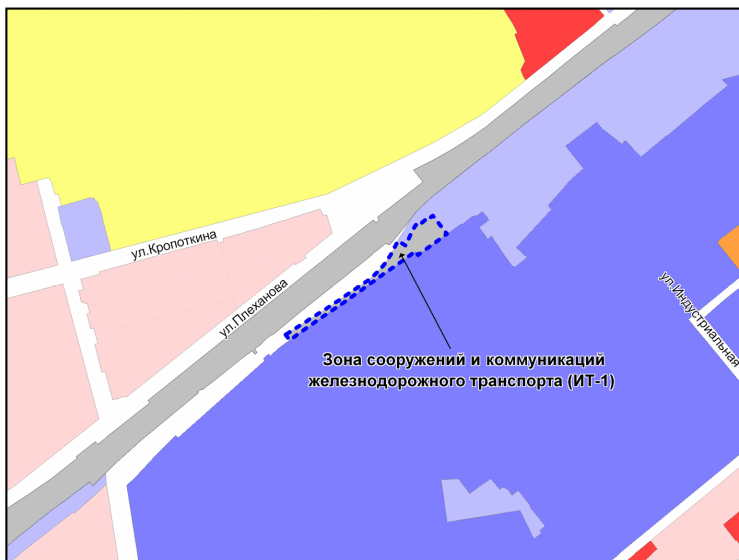 ул.Кропоткина
ул.Плеханова
ул.Индустриальная
Зона сооружений и коммуникаций
железнодорожного транспорта (ИТ-1)